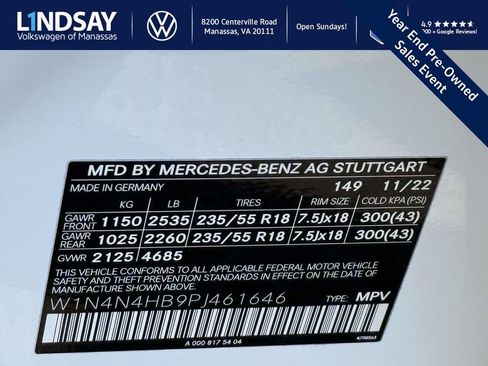 LINDSAY
Volkswagen of Manassas
8200 Centerville Road
Manassas, VA 20111
Open Sundays!
4.9 ★★★★★
Google Reviews!
Year End Pre-Owned
Sales Event
MFD BY MERCEDES-BENZ AG STUTTGART
MADE IN GERMANY 149 11/22
KG LB TIRES RIM SIZE COLD KPA (PSI)
GAWR FRONT 1150 2535 235/55 R18 7.5Jx18 300(43)
GAWR REAR 1025 2260 235/55 R18 7.5Jx18 300(43)
GVWR 2125 4685
THIS VEHICLE CONFORMS TO ALL APPLICABLE FEDERAL MOTOR VEHICLE
SAFETY AND THEFT PREVENTION STANDARDS IN EFFECT ON THE DATE OF
MANUFACTURE SHOWN ABOVE.
W1N4N4HB9PJ461646 TYPE: MPV
A 000 817 54 04